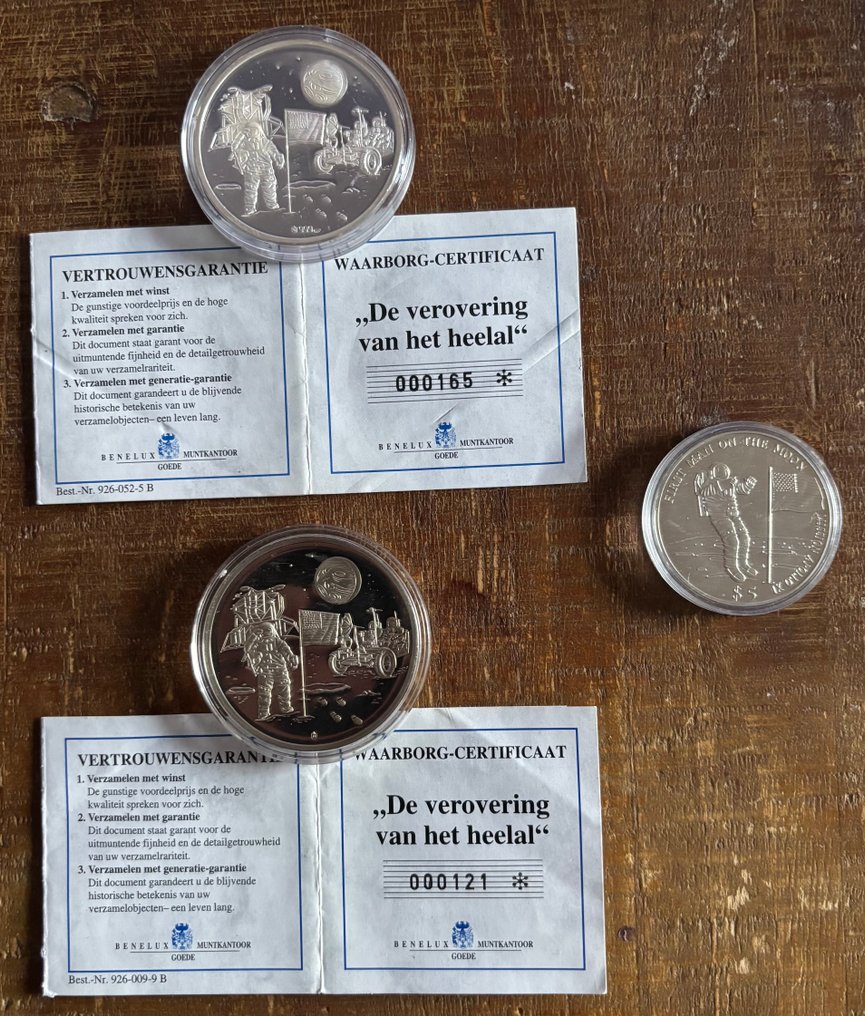 VERTROUWENSGARANTIE
1. Verzamelen met winst
De gunstige voordeelprijs en de hoge
kwaliteit spreken voor zich.
2. Verzamelen met garantie
Dit document staat garant voor de
uitmuntende fijnheid en de detailgetrouwheid
van uw verzamelrariteit.
3. Verzamelen met generatie-garantie
Dit document garandeert u de blijvende
historische betekenis van uw
verzamelobjecten– een leven lang.
BENELUX MUNTKANTOOR
GOEDE
Best.-Nr. 926-052-5 B
WAARBORG-CERTIFICAAT
„De verovering
van het heelal“
000165 *
BENELUX MUNTKANTOOR
GOEDE
FIRST MAN ON THE MOON
$ 5
VERTROUWENSGARANTIE
1. Verzamelen met winst
De gunstige voordeelprijs en de hoge
kwaliteit spreken voor zich.
2. Verzamelen met garantie
Dit document staat garant voor de
uitmuntende fijnheid en de detailgetrouwheid
van uw verzamelrariteit.
3. Verzamelen met generatie-garantie
Dit document garandeert u de blijvende
historische betekenis van uw
verzamelobjecten– een leven lang.
BENELUX MUNTKANTOOR
GOEDE
Best.-Nr. 926-009-9 B
WAARBORG-CERTIFICAAT
„De verovering
van het heelal“
000121 *
BENELUX MUNTKANTOOR
GOEDE